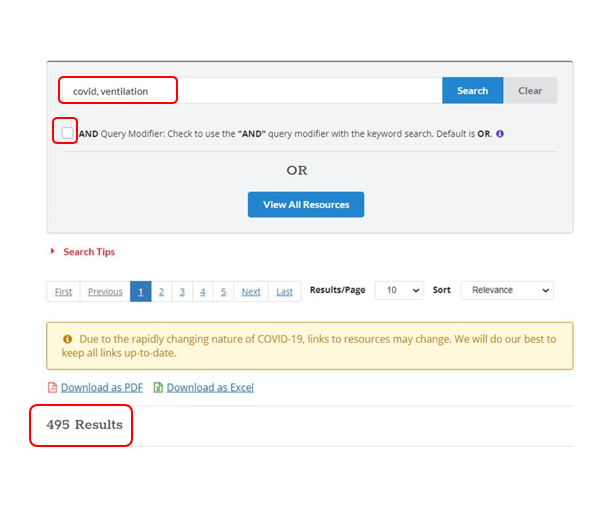 covid, ventilation
Search
Clear
AND Query Modifier: Check to use the "AND" query modifier with the keyword search. Default is OR.
OR
View All Resources
Search Tips
First Previous 1 2 3 4 5 Next Last Results/Page 10 Sort Relevance
Due to the rapidly changing nature of COVID-19, links to resources may change. We will do our best to
keep all links up-to-date.
Download as PDF Download as Excel
495 Results